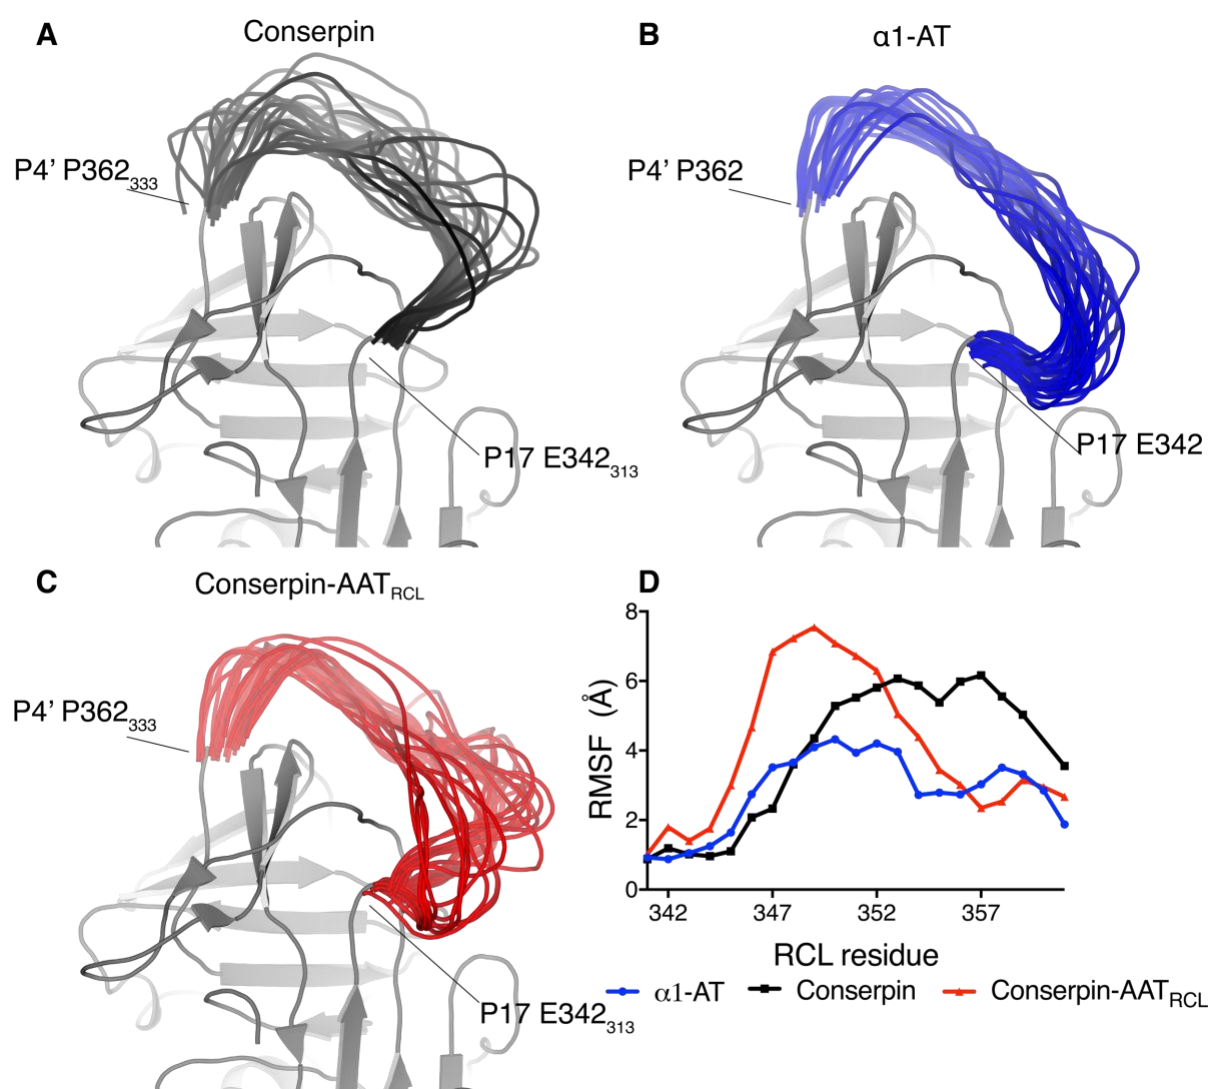 A
Conserpin
P4’ P362333
P17 E342313
B
α1-AT
P4’ P362
P17 E342
C
Conserpin-AATRCL
P4’ P362333
P17 E342313
D
8
6
4
2
0
RMSF (Å)
342 347 352 357
RCL residue
α1-AT Conserpin Conserpin-AATRCL